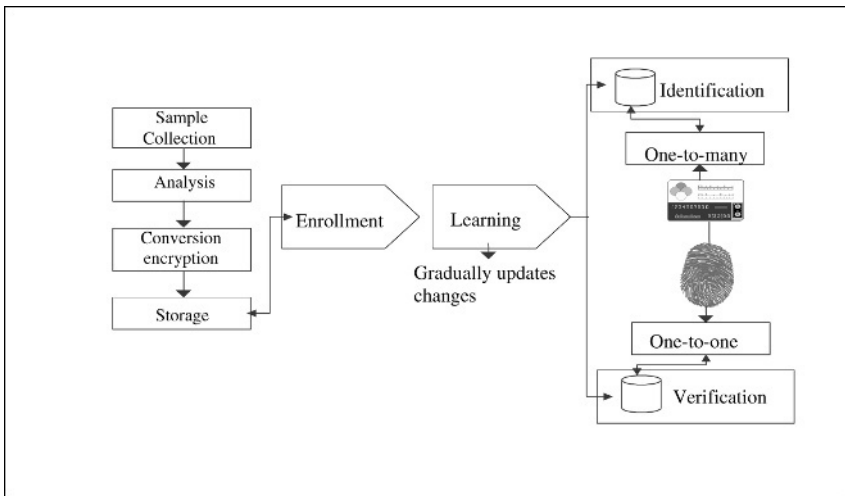 Sample
Collection
Analysis
Conversion
encryption
Storage
Enrollment
Learning
Gradually updates
changes
Identification
One-to-many
One-to-one
Verification